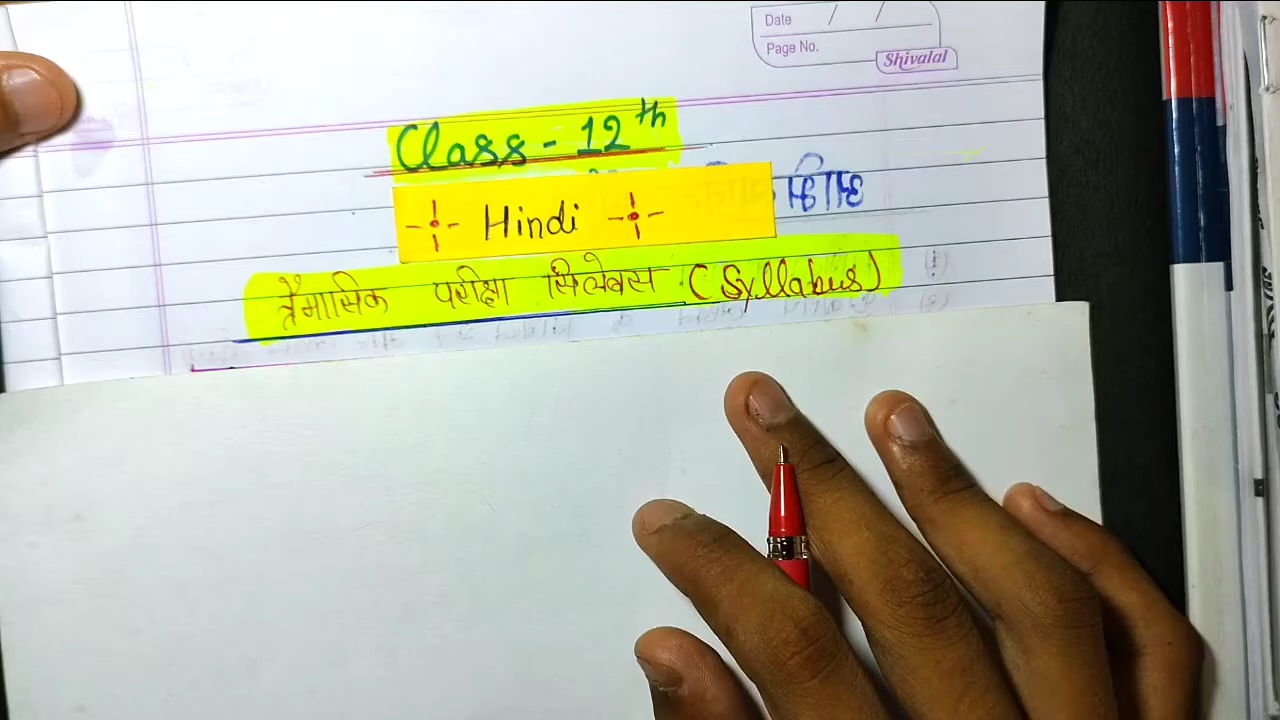 Date / /
Page No.
Shivalal
Class - 12th
Hindi
त्रैमासिक परीक्षा सिलेबस (Syllabus)